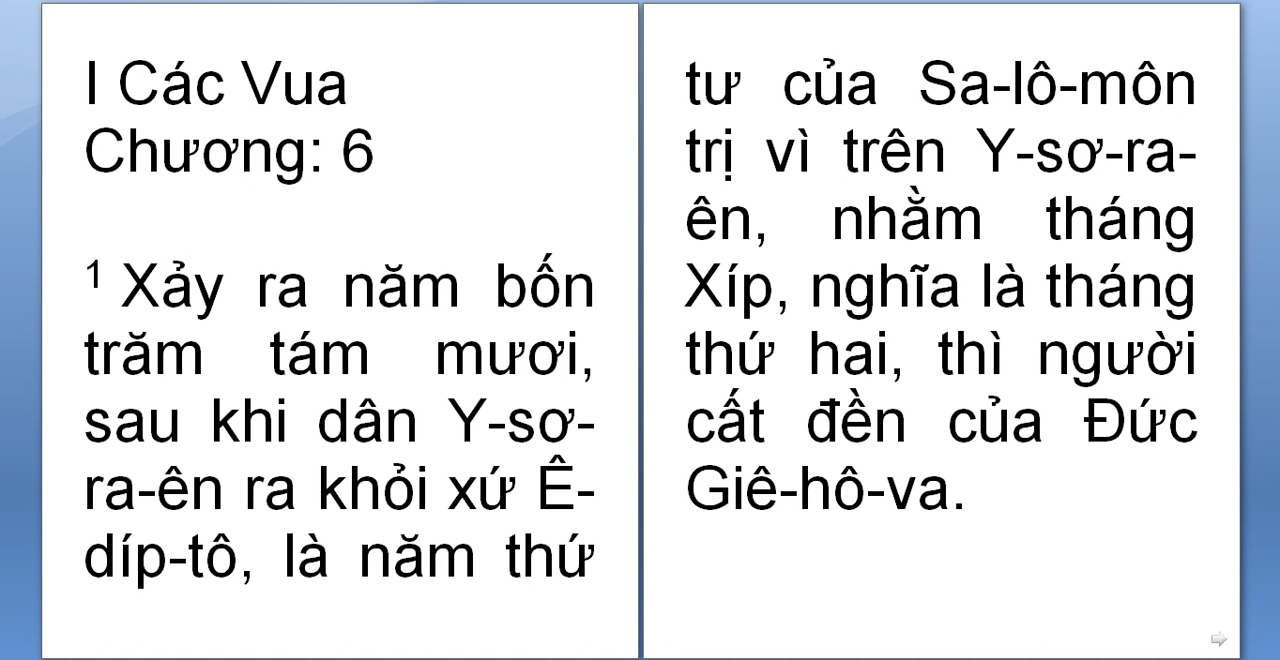 I Các Vua
Chương: 6
1 Xảy ra năm bốn
trăm tám mươi,
sau khi dân Y-sơ-
ra-ên ra khỏi xứ Ê-
díp-tô, là năm thứ
tư của Sa-lô-môn
trị vì trên Y-sơ-ra-
ên, nhằm tháng
Xíp, nghĩa là tháng
thứ hai, thì người
cất đền của Đức
Giê-hô-va.